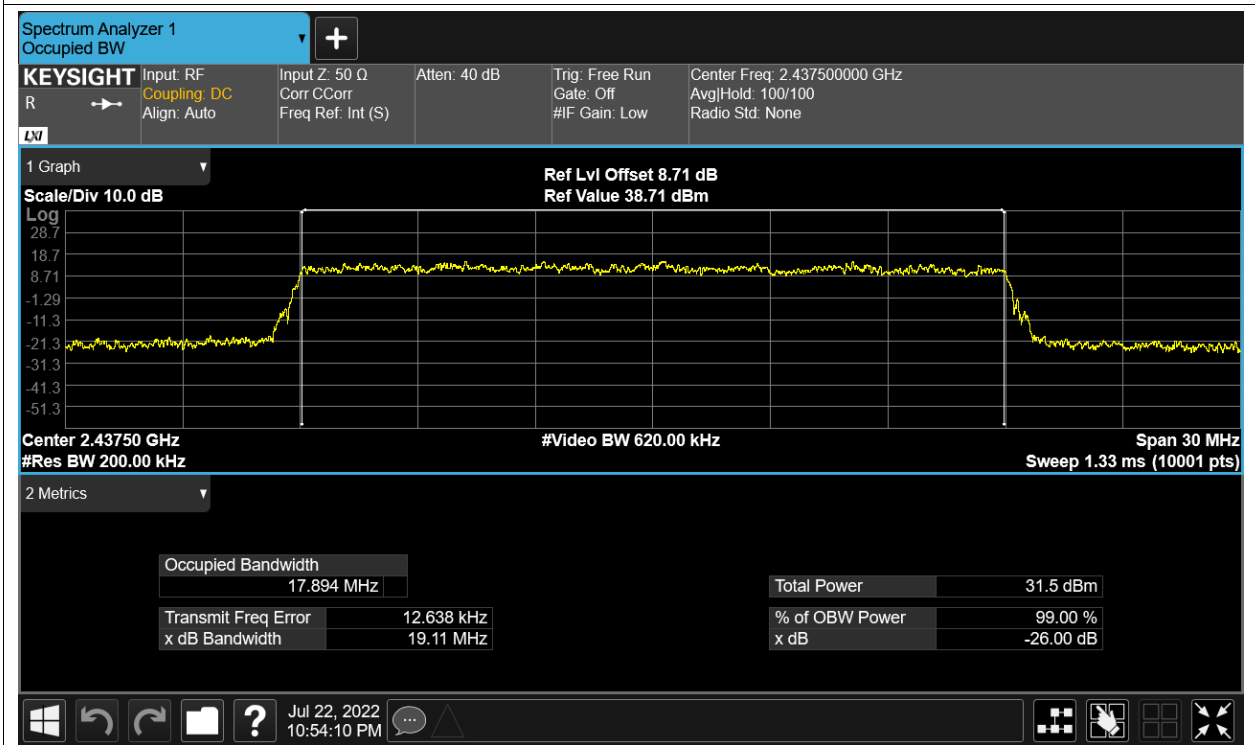 Spectrum Analyzer 1
Occupied BW
KEYSIGHT
R
LXI
Input: RF
Coupling: DC
Align: Auto
Input Z: 50 Ω
Corr CCorr
Freq Ref: Int (S)
Atten: 40 dB
Trig: Free Run
Gate: Off
#IF Gain: Low
Center Freq: 2.437500000 GHz
Avg|Hold: 100/100
Radio Std: None
1 Graph
Scale/Div 10.0 dB
Ref Lvl Offset 8.71 dB
Ref Value 38.71 dBm
Log
28.7
18.7
8.71
-1.29
-11.3
-21.3
-31.3
-41.3
-51.3
Center 2.43750 GHz
#Video BW 620.00 kHz
Span 30 MHz
#Res BW 200.00 kHz
Sweep 1.33 ms (10001 pts)
2 Metrics
Occupied Bandwidth
17.894 MHz
Total Power 31.5 dBm
Transmit Freq Error 12.638 kHz
% of OBW Power 99.00 %
x dB Bandwidth 19.11 MHz
x dB -26.00 dB
?
Jul 22, 2022
10:54:10 PM